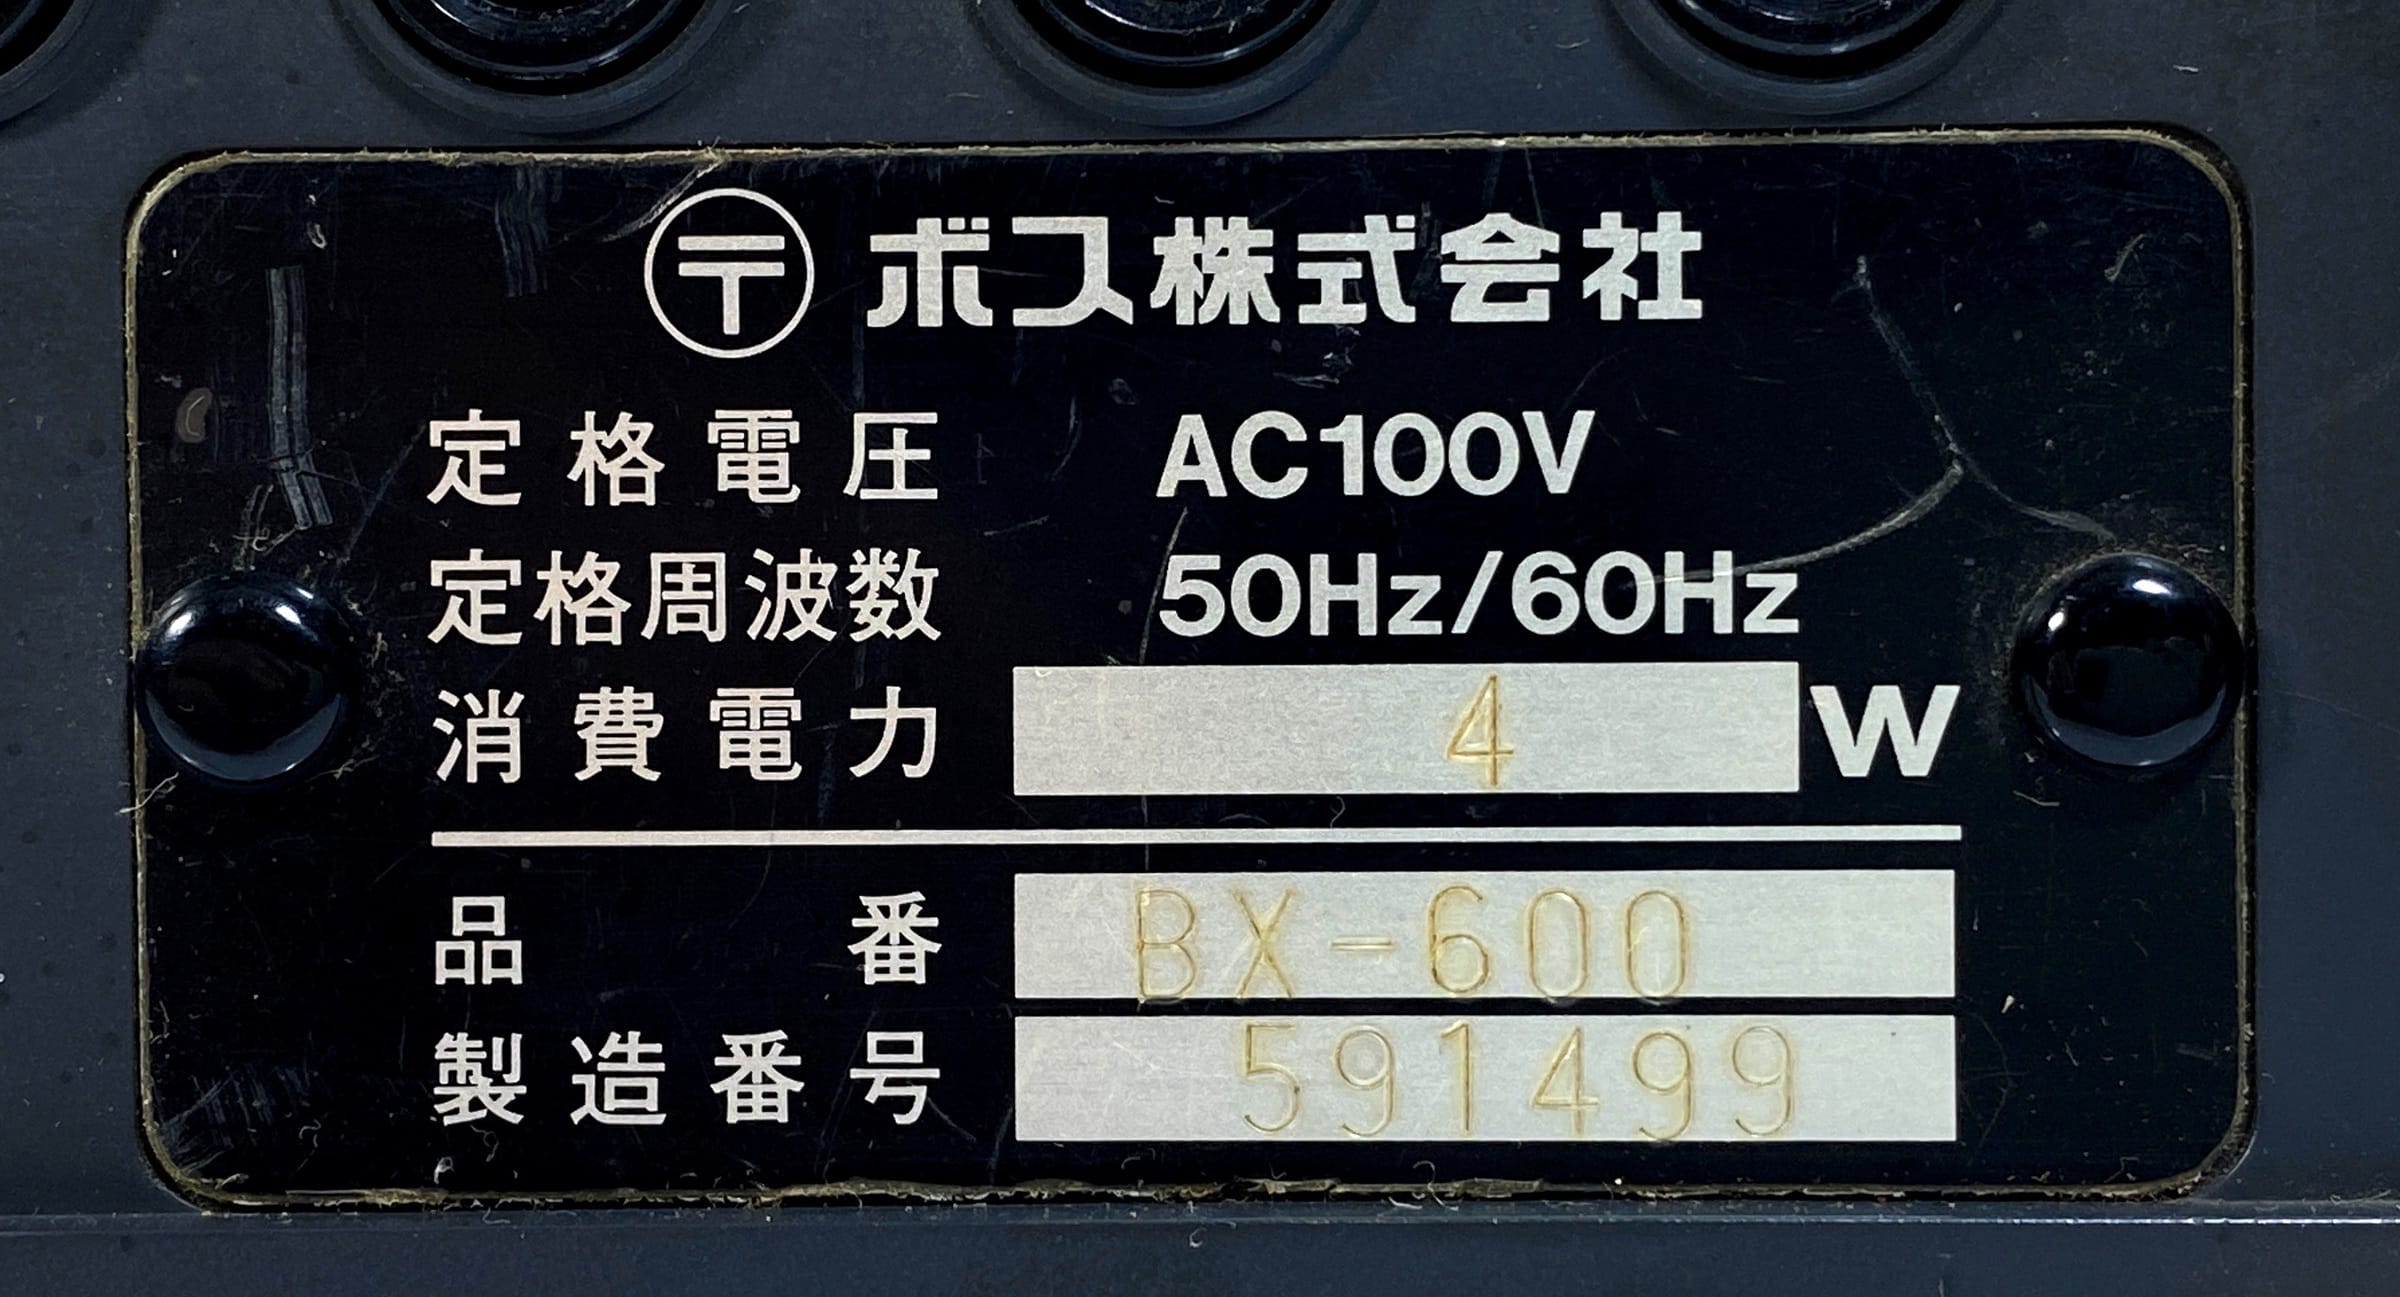 〒 ボス株式会社
定格電圧 AC100V
定格周波数 50Hz/60Hz
消費電力 4 W
品番 BX-600
製造番号 591499